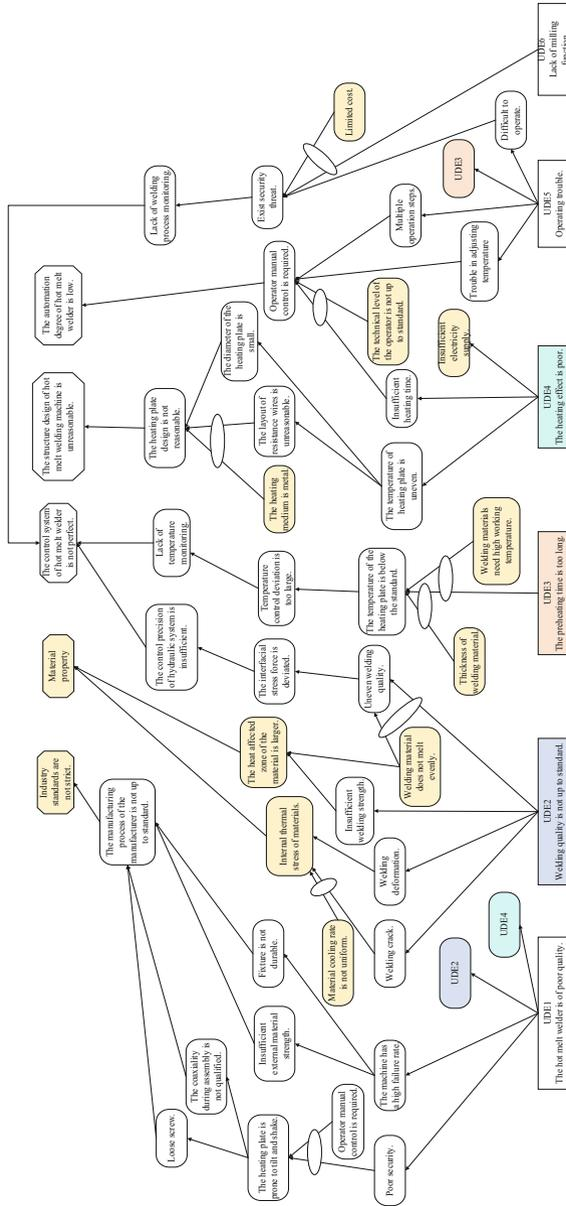 Industry
standards are
not strict.
Material
property
The control system
of hot melt welder
is not perfect.
The structure design of hot
melt welding machine is
unreasonable.
The automation
degree of hot melt
welder is low.
The manufacturing
process of the
manufacturer is not up
to standard.
Loose screw.
The coaxiality
during assembly is
not qualified.
The control precision
of hydraulic system is
insufficient.
Lack of
temperature
monitoring.
The heating plate
design is not
reasonable.
Lack of welding
process monitoring.
The heating plate is
prone to tilt and shake.
Insufficient
external material
strength.
Fixture is not
durable.
Internal thermal
stress of materials.
The heat affected
zone of the
material is larger.
The interfacial
stress force is
deviated.
Temperature
control deviation is
too large.
The heating
medium is metal.
The layout of
resistance wires is
unreasonable.
The diameter of the
heating plate is
small.
Operator manual
control is required.
Exist security
threat.
Operator manual
control is required.
Material cooling rate
is not uniform.
Insufficient
welding strength.
Limited cost.
Poor security.
The machine has
a high failure rate.
Welding crack.
Welding
deformation.
Welding material
does not melt
evenly.
Uneven welding
quality.
The temperature of the
heating plate is below
the standard.
The temperature of
heating plate is
uneven.
Insufficient
heating time.
The technical level of
the operator is not up
to standard.
Multiple
operation steps.
UDE2
UDE4
Thickness of
welding material.
Welding materials
need high working
temperature.
Insufficient
electricity
supply.
Trouble in adjusting
temperature
UDE3
Difficult to
operate.
UDE1
The hot melt welder is of poor quality.
UDE2
Welding quality is not up to standard.
UDE3
The preheating time is too long.
UDE4
The heating effect is poor.
UDE5
Operating trouble.
UDE6
Lack of milling